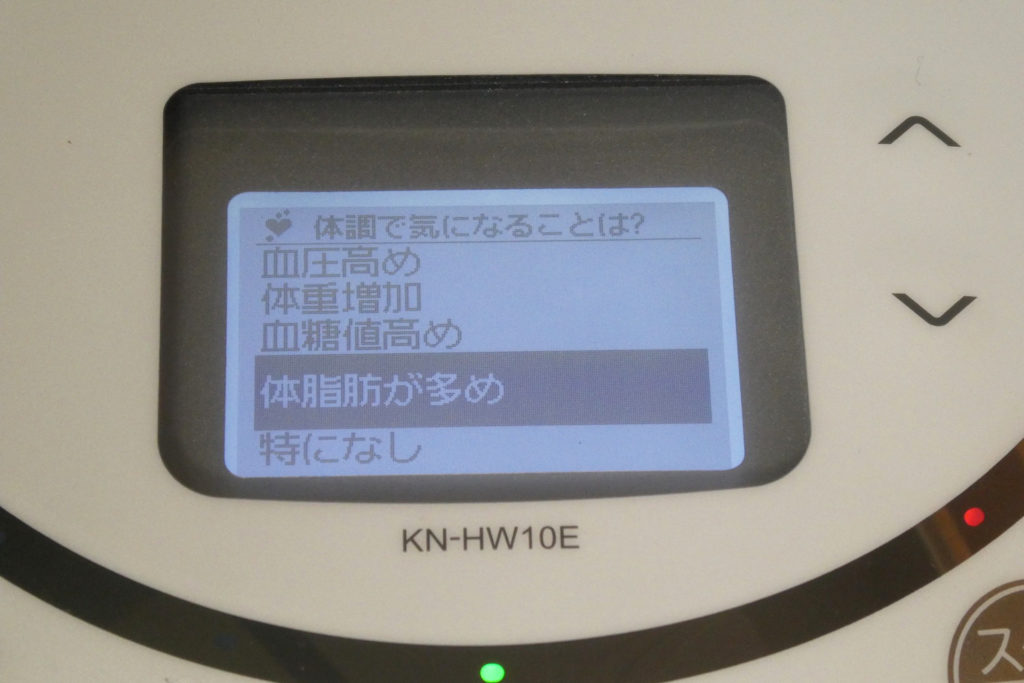 体調で気になることは?
血圧高め
体重増加
血糖値高め
体脂肪が多め
特になし
KN-HW10E
ス